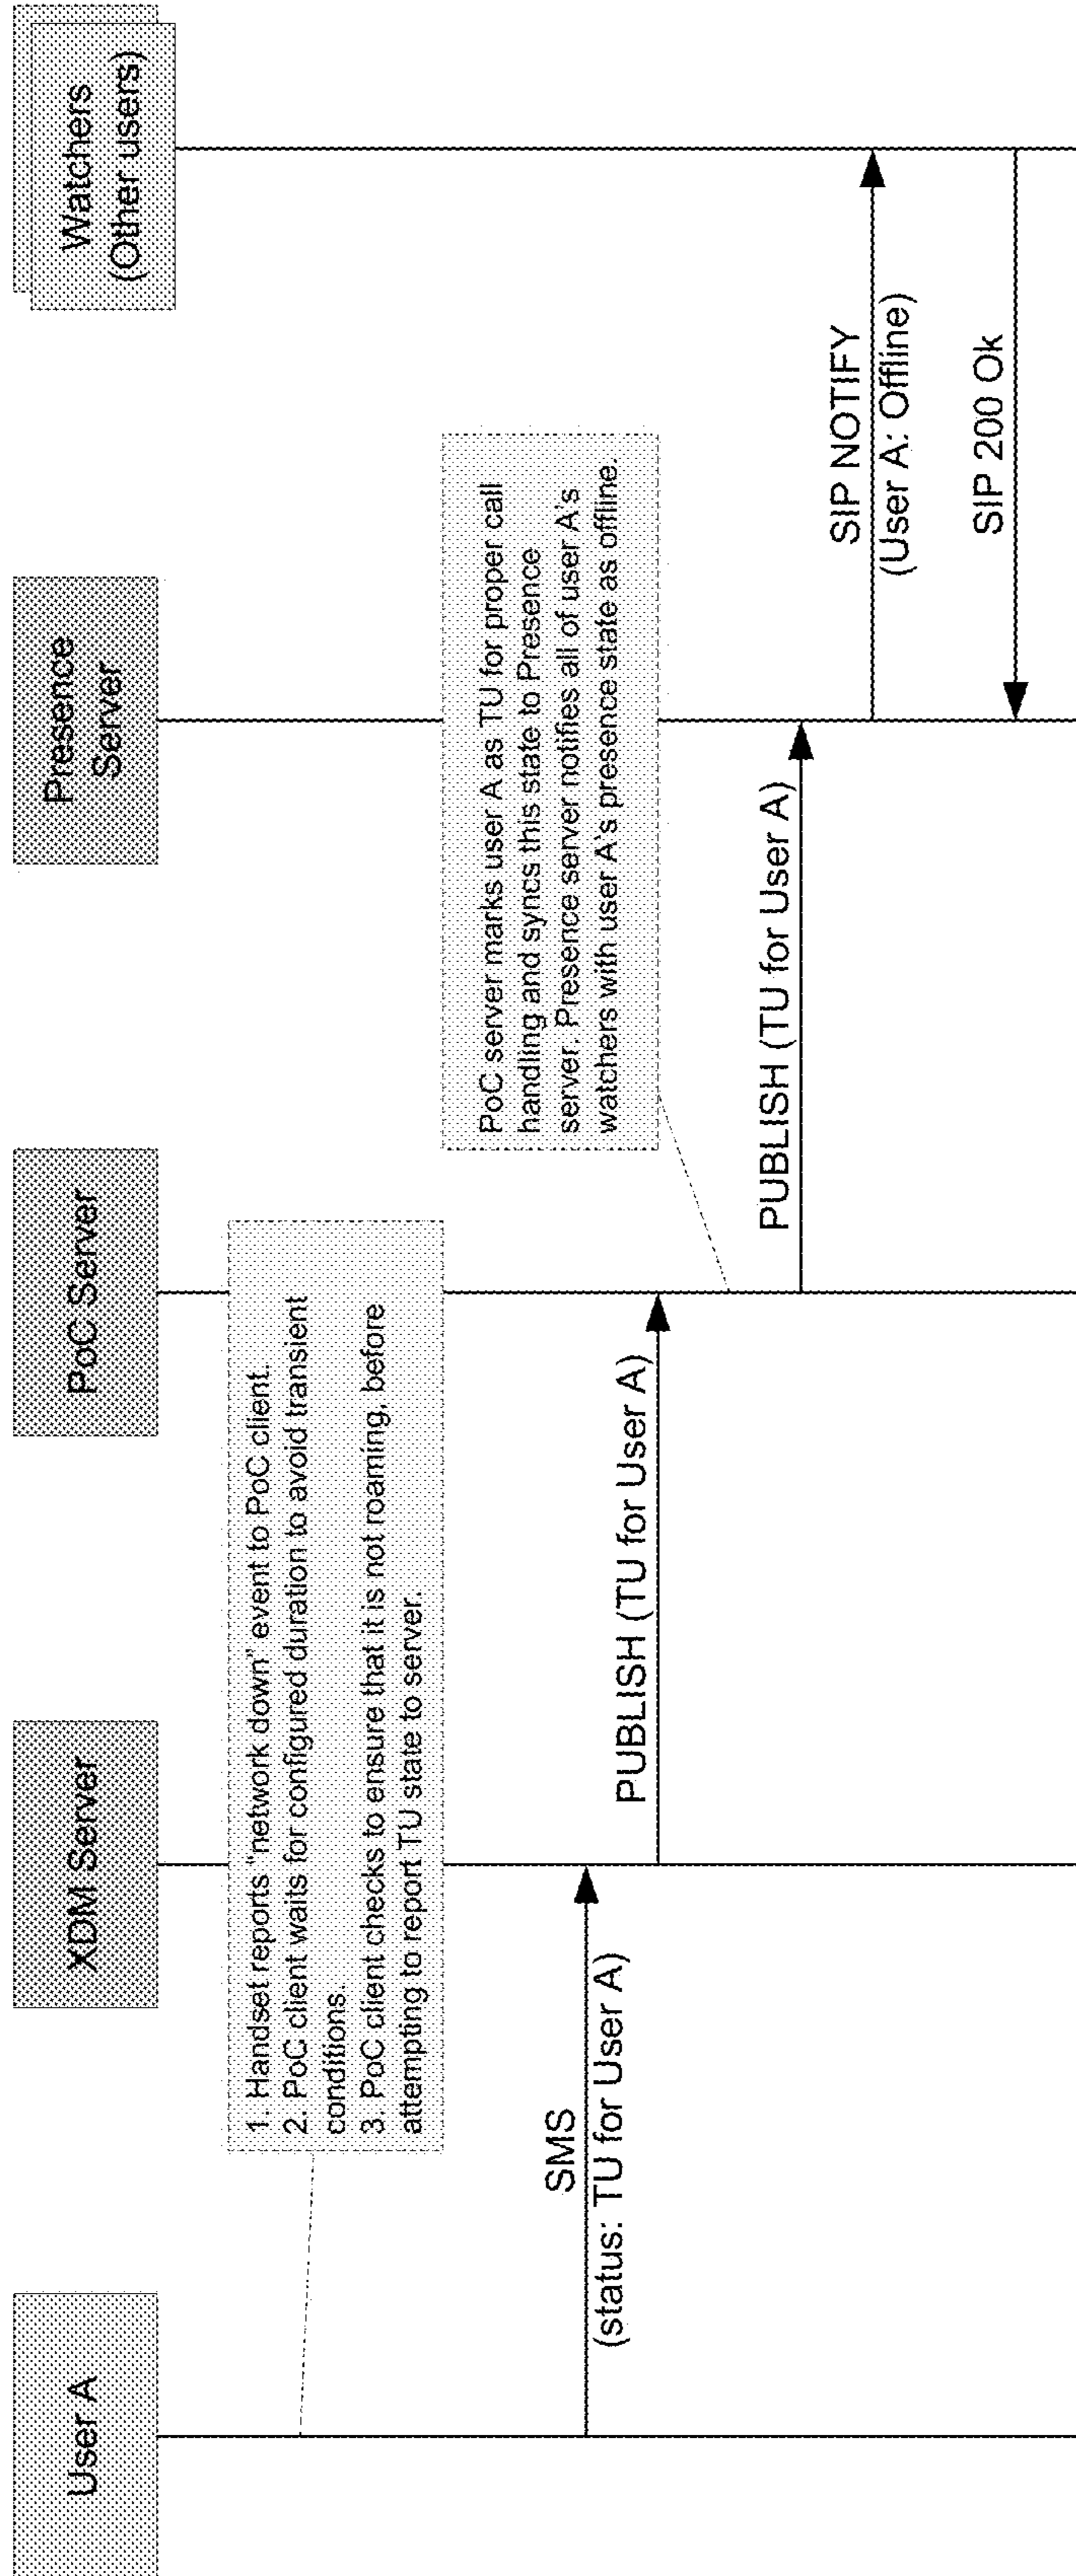 User A
XDM Server
PoC Server
Presence
Server
Watchers
(Other users)
1. Handset reports "network down" event to PoC client.
2. PoC client waits for configured duration to avoid transient
conditions.
3. PoC client checks to ensure that it is not roaming, before
attempting to report TU state to server.
PoC server marks user A as TU for proper call
handling and syncs this state to Presence
server. Presence server notifies all of user A's
watchers with user A's presence state as offline.
SMS
(status: TU for User A)
PUBLISH (TU for User A)
PUBLISH (TU for User A)
SIP NOTIFY
(User A: Offline)
SIP 200 Ok